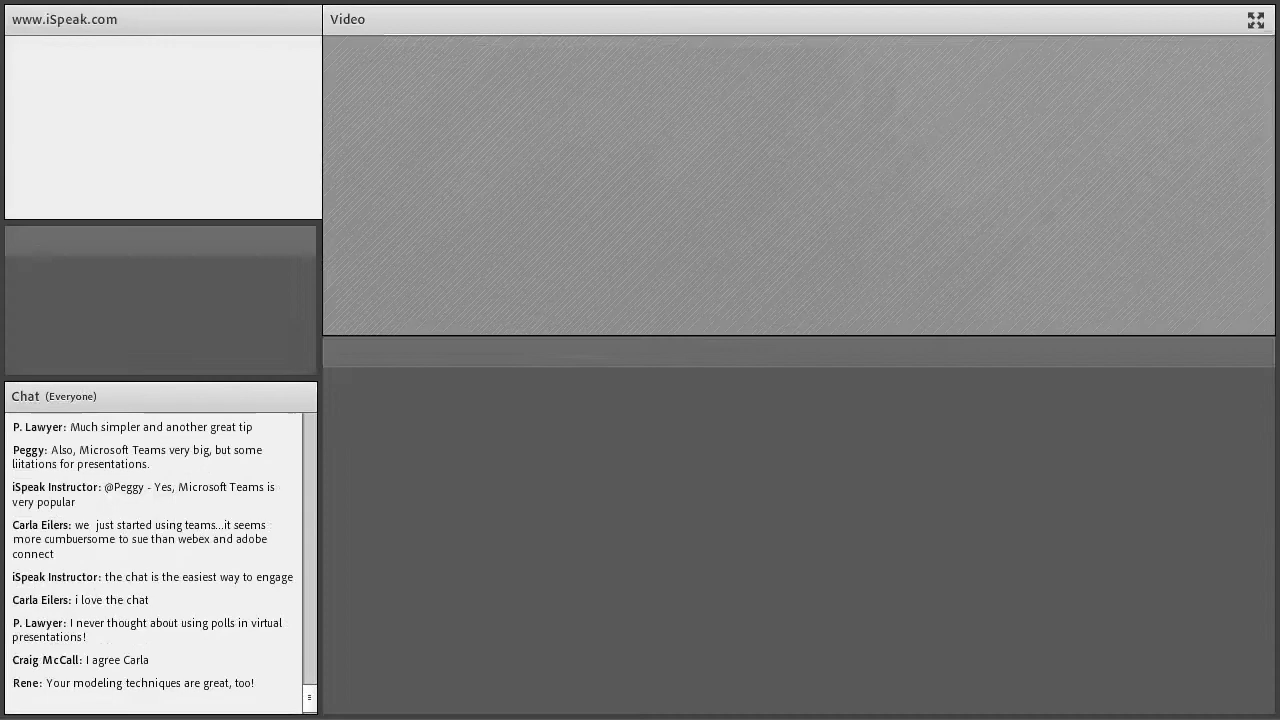 www.iSpeak.com
Video
Chat (Everyone)
P. Lawyer: Much simpler and another great tip
Peggy: Also, Microsoft Teams very big, but some
liitations for presentations.
iSpeak Instructor: @Peggy - Yes, Microsoft Teams is
very popular
Carla Eilers: we  just started using teams...it seems
more cumbuersome to sue than webex and adobe
connect
iSpeak Instructor: the chat is the easiest way to engage
Carla Eilers: i love the chat
P. Lawyer: I never thought about using polls in virtual
presentations!
Craig McCall: I agree Carla
Rene: Your modeling techniques are great, too!